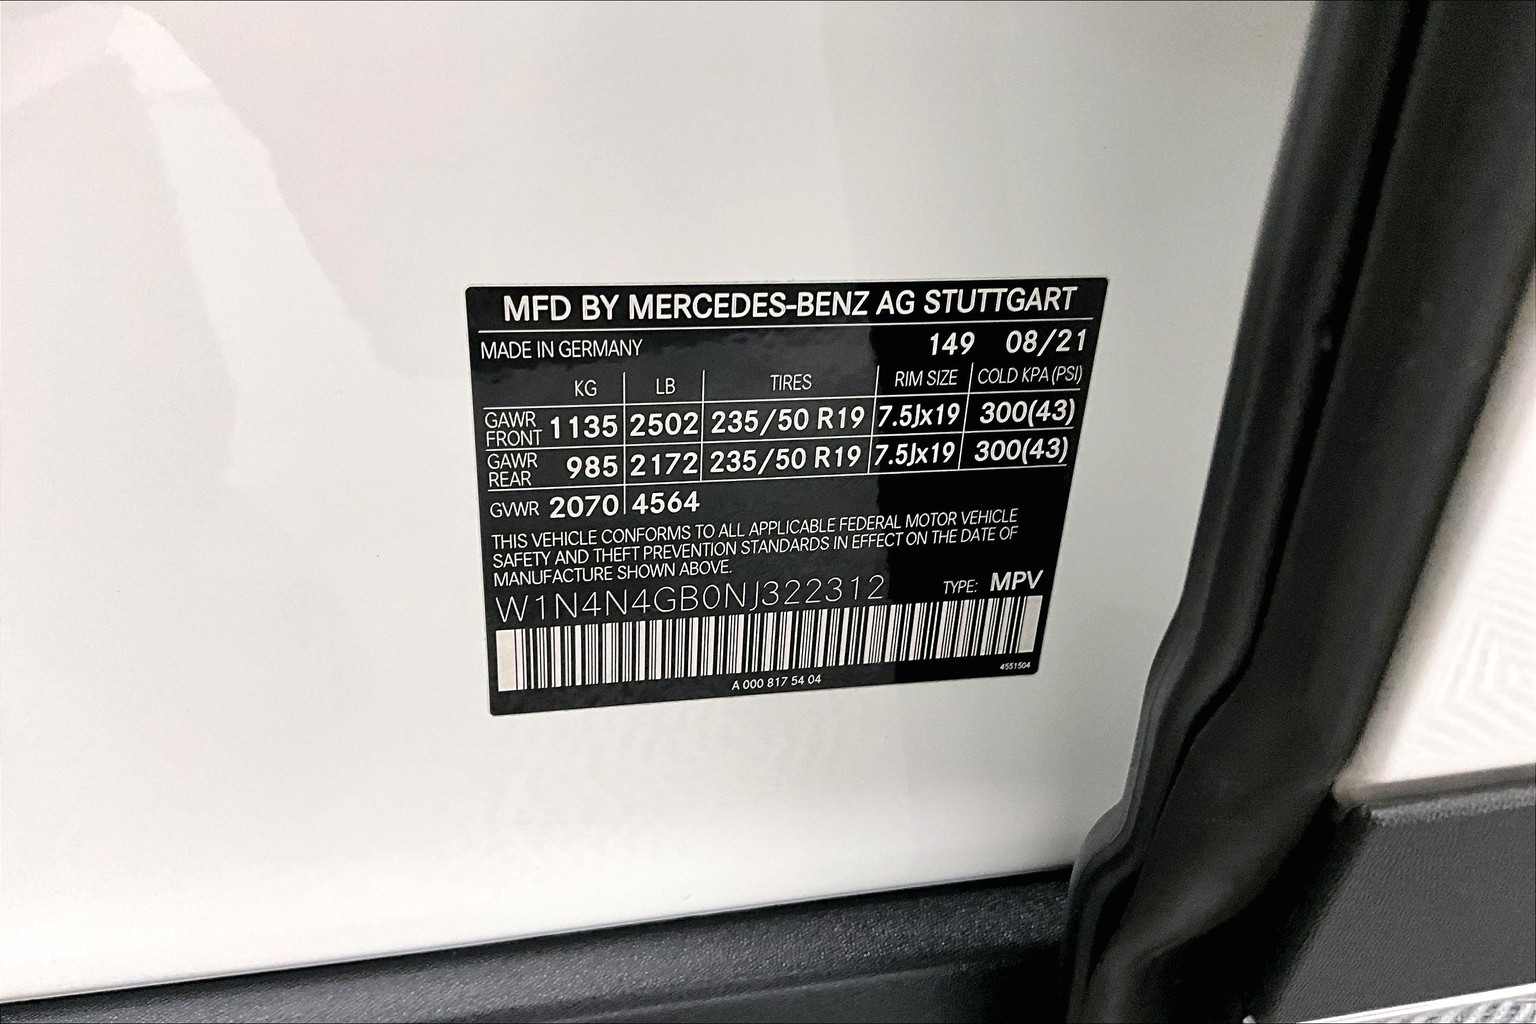 MFD BY MERCEDES-BENZ AG STUTTGART
MADE IN GERMANY 149 08/21
KG LB TIRES RIM SIZE COLD KPA (PSI)
GAWR FRONT 1135 2502 235/50 R19 7.5Jx19 300(43)
GAWR REAR 985 2172 235/50 R19 7.5Jx19 300(43)
GVWR 2070 4564
THIS VEHICLE CONFORMS TO ALL APPLICABLE FEDERAL MOTOR VEHICLE
SAFETY AND THEFT PREVENTION STANDARDS IN EFFECT ON THE DATE OF
MANUFACTURE SHOWN ABOVE.
W1N4N4GB0NJ322312 TYPE: MPV
4551504
A 000 817 54 04